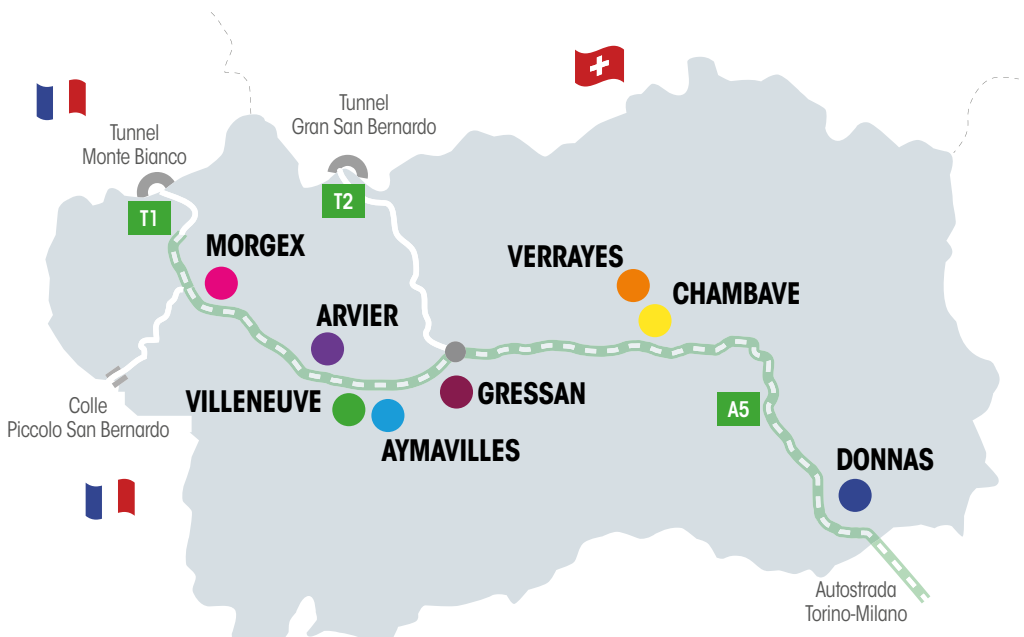 Tunnel
Gran San Bernardo
Tunnel
Monte Bianco
T1
T2
MORGEX
VERRAYES
CHAMBAVE
ARVIER
VILLENEUVE
GRESSAN
AYMAVILLES
Colle
Piccolo San Bernardo
A5
DONNAS
Autostrada
Torino-Milano